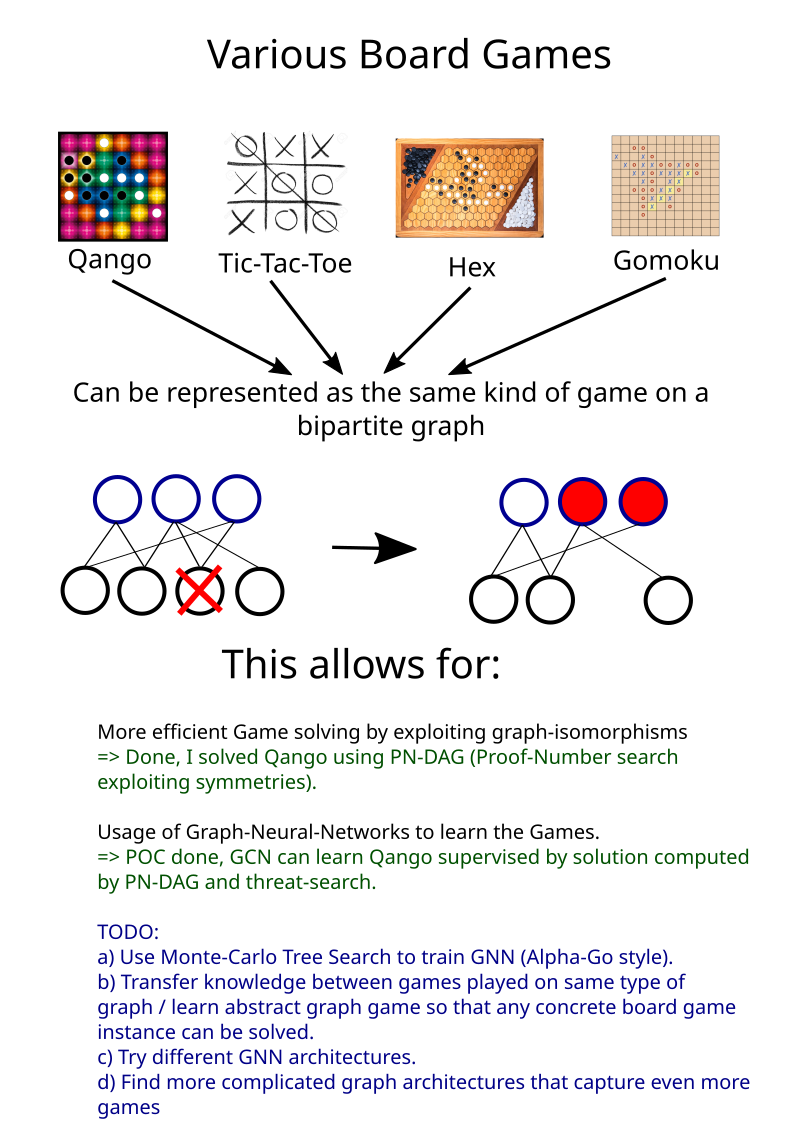 Various Board Games
Qango
Tic-Tac-Toe
Hex
Gomoku
Can be represented as the same kind of game on a
bipartite graph
This allows for:
More efficient Game solving by exploiting graph-isomorphisms
=> Done, I solved Qango using PN-DAG (Proof-Number search
exploiting symmetries).
Usage of Graph-Neural-Networks to learn the Games.
=> POC done, GCN can learn Qango supervised by solution computed
by PN-DAG and threat-search.
TODO:
a) Use Monte-Carlo Tree Search to train GNN (Alpha-Go style).
b) Transfer knowledge between games played on same type of
graph / learn abstract graph game so that any concrete board game
instance can be solved.
c) Try different GNN architectures.
d) Find more complicated graph architectures that capture even more
games